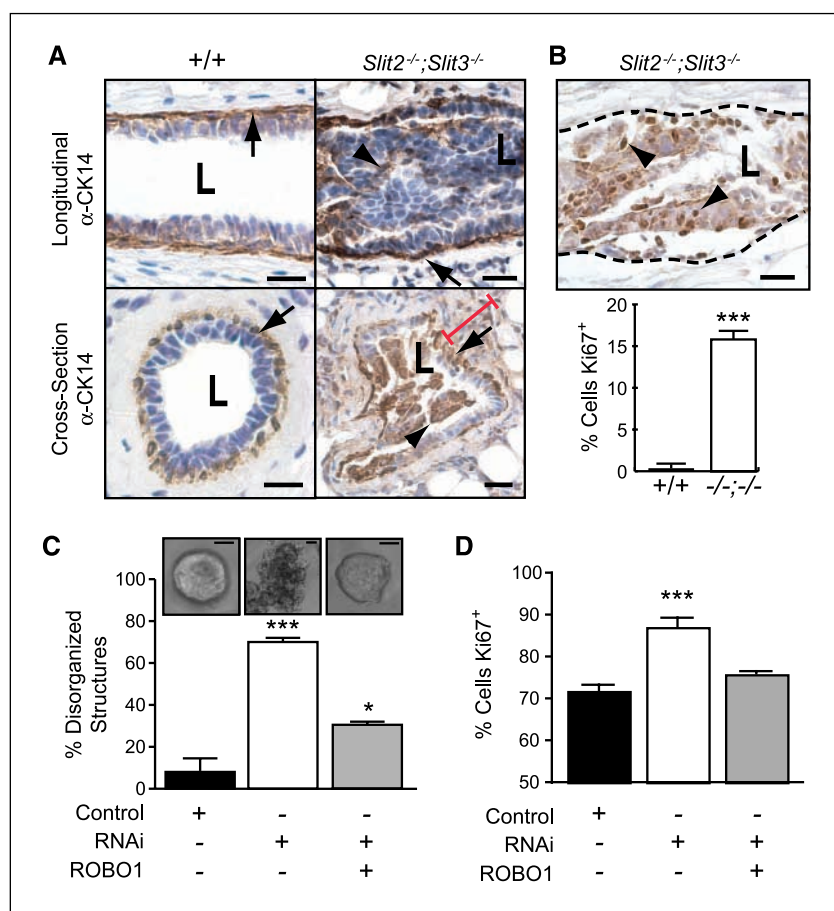 A
+/+
Slit2-/-;Slit3-/-
Longitudinal
α-CK14
L
L
Cross-Section
α-CK14
L
L
B
Slit2-/-;Slit3-/-
L
% Cells Ki67+
20
15
10
5
0
***
+/+
-/-;-/-
C
% Disorganized
Structures
100
80
60
40
20
0
***
*
Control + - -
RNAi - + +
ROBO1 - - +
D
% Cells Ki67+
100
90
80
70
60
50
***
Control + - -
RNAi - + +
ROBO1 - - +